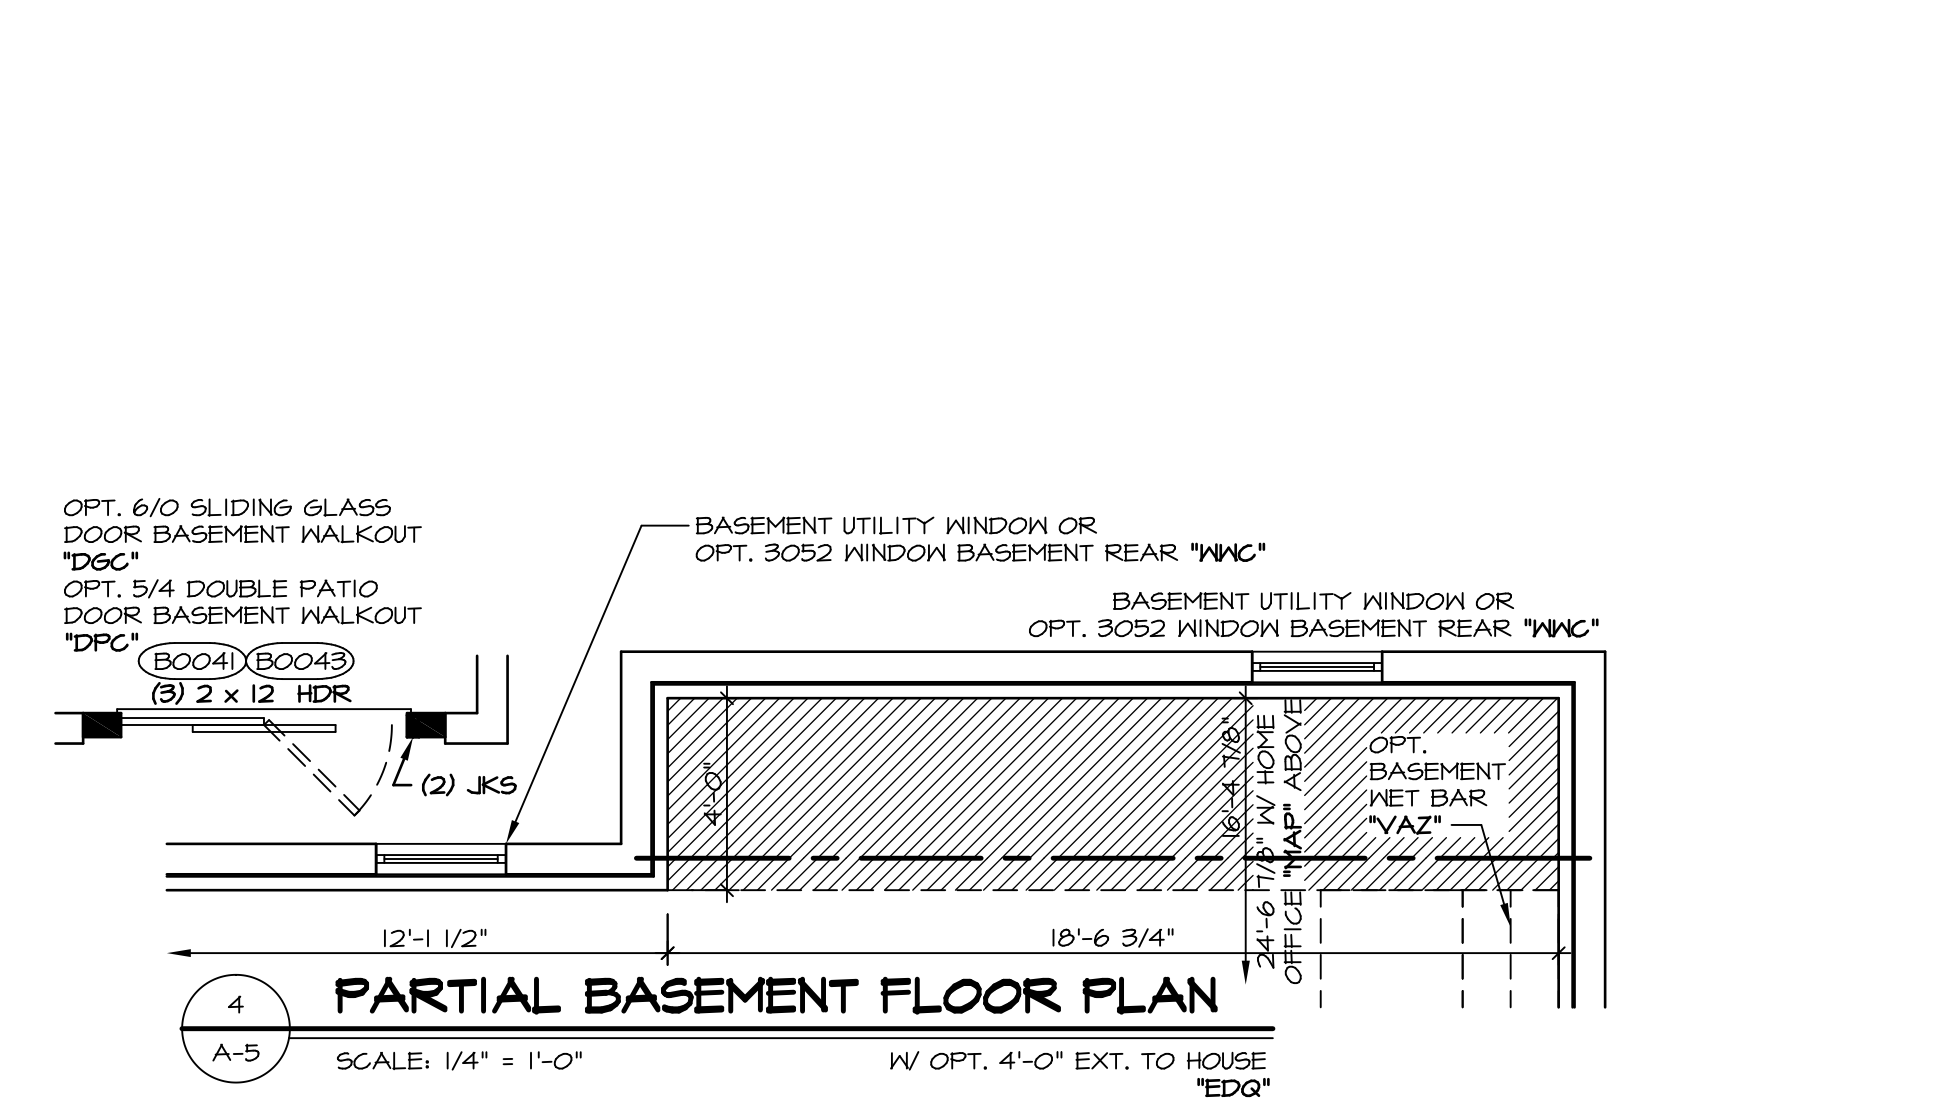 OPT. 6/0 SLIDING GLASS
DOOR BASEMENT WALKOUT
"DGC"
OPT. 5/4 DOUBLE PATIO
DOOR BASEMENT WALKOUT
"DPC"
B0041 B0043
(3) 2 x 12 HDR
(2) JKS
BASEMENT UTILITY WINDOW OR
OPT. 3052 WINDOW BASEMENT REAR "WWC"
BASEMENT UTILITY WINDOW OR
OPT. 3052 WINDOW BASEMENT REAR "WWC"
4'-0"
16'-4 7/8"
24'-6 7/8" W/ HOME
OFFICE "MAP" ABOVE
OPT.
BASEMENT
WET BAR
"VAZ"
12'-1 1/2"
18'-6 3/4"
4
A-5
PARTIAL BASEMENT FLOOR PLAN
SCALE: 1/4" = 1'-0"
W/ OPT. 4'-0" EXT. TO HOUSE
"EDQ"